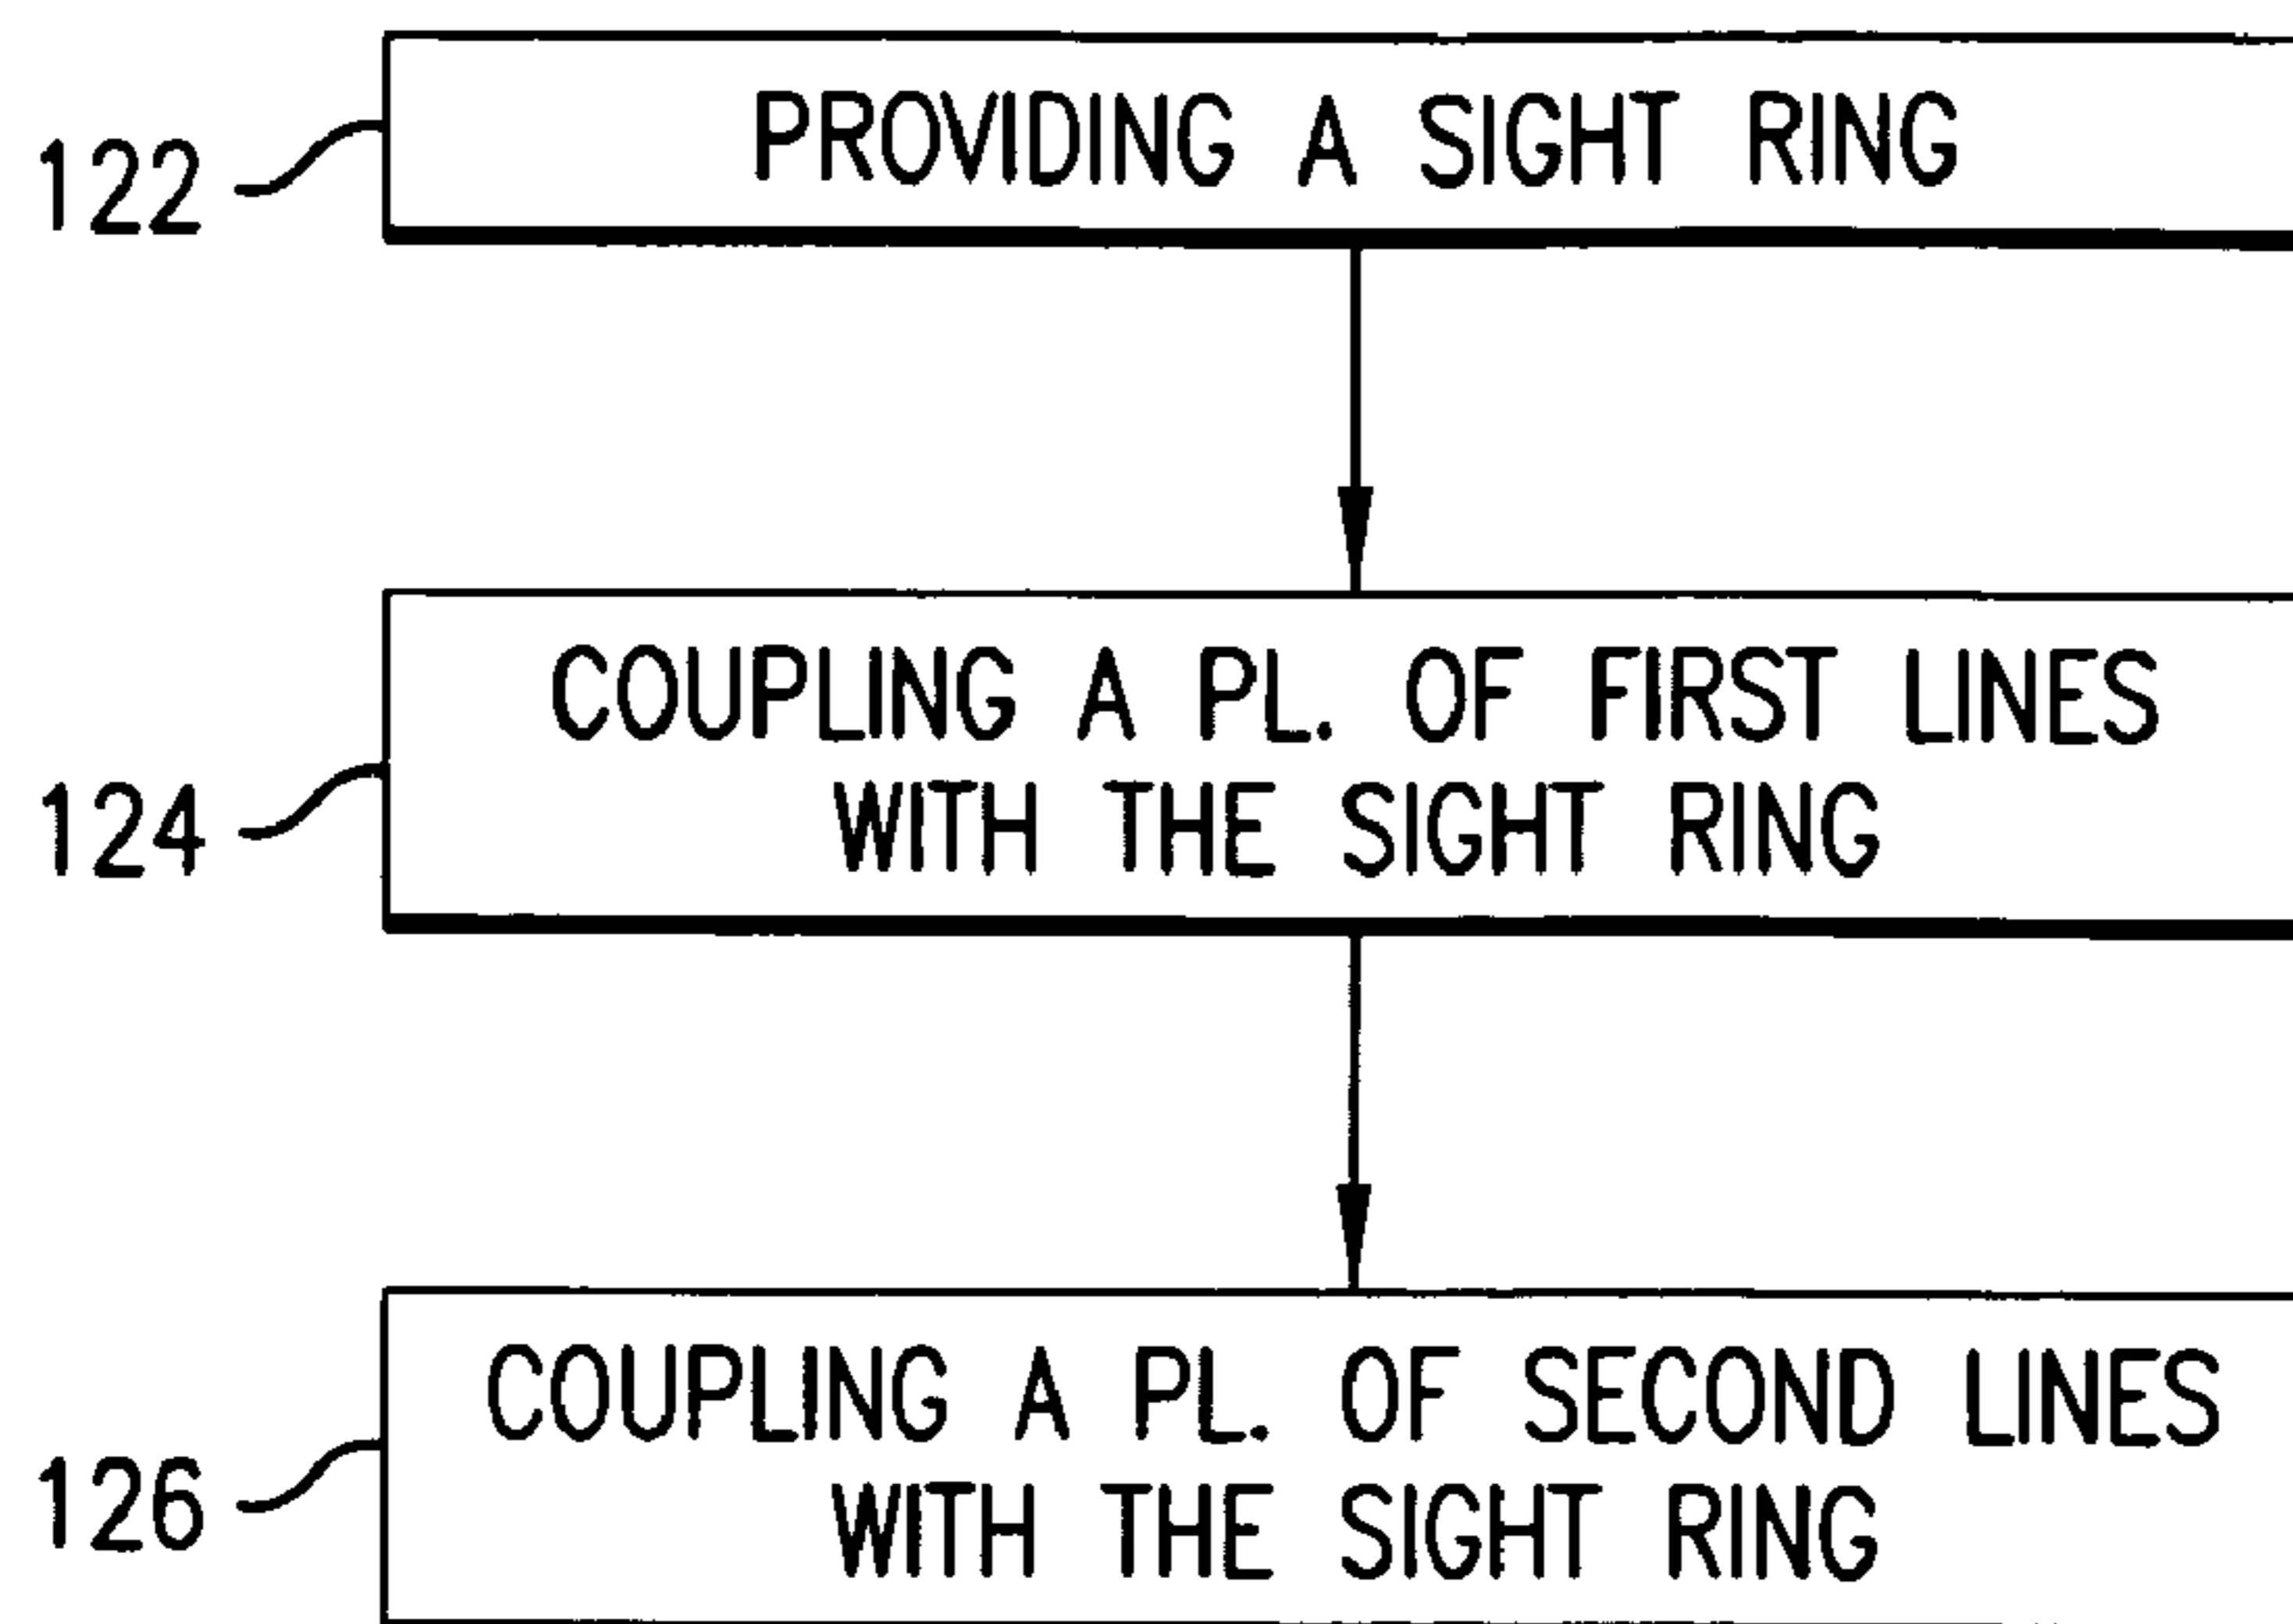 122
PROVIDING A SIGHT RING
124
COUPLING A PL. OF FIRST LINES
WITH THE SIGHT RING
126
COUPLING A PL. OF SECOND LINES
WITH THE SIGHT RING